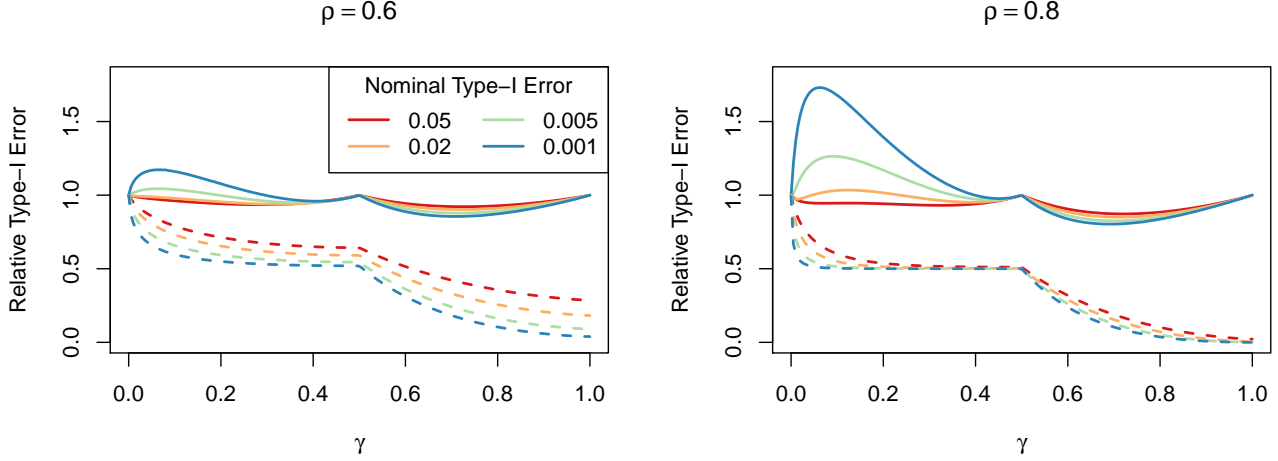 ρ = 0.6
Relative Type−I Error
0.0 0.5 1.0 1.5
Nominal Type−I Error
0.05 0.005
0.02 0.001
0.0 0.2 0.4 0.6 0.8 1.0
γ
ρ = 0.8
Relative Type−I Error
0.0 0.5 1.0 1.5
0.0 0.2 0.4 0.6 0.8 1.0
γ